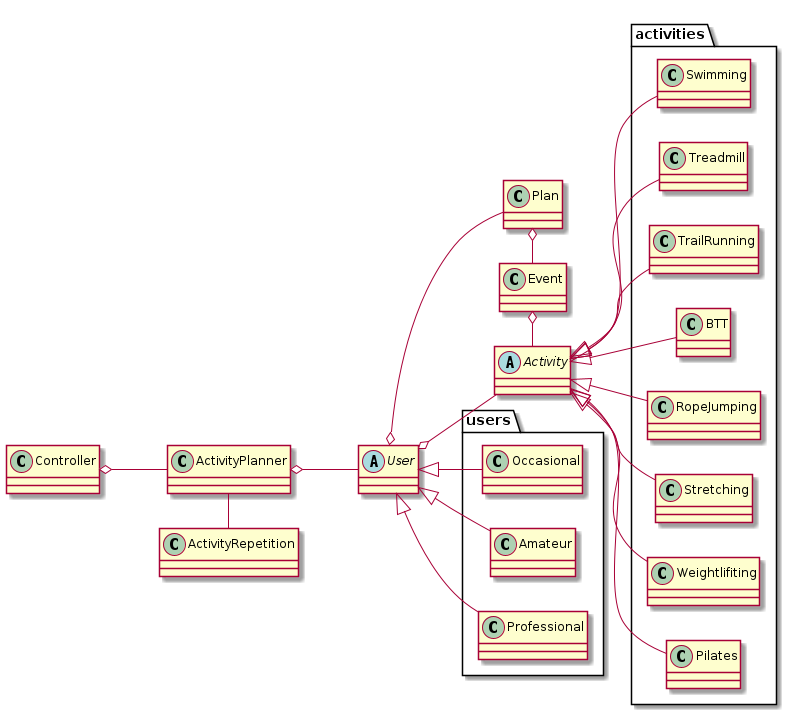 activities
C Swimming
C Treadmill
C Plan
C TrailRunning
C Event
C BTT
A Activity
C RopeJumping
users
C Controller
C ActivityPlanner
A User
C Occasional
C Stretching
C ActivityRepetition
C Amateur
C Weightlifiting
C Professional
C Pilates